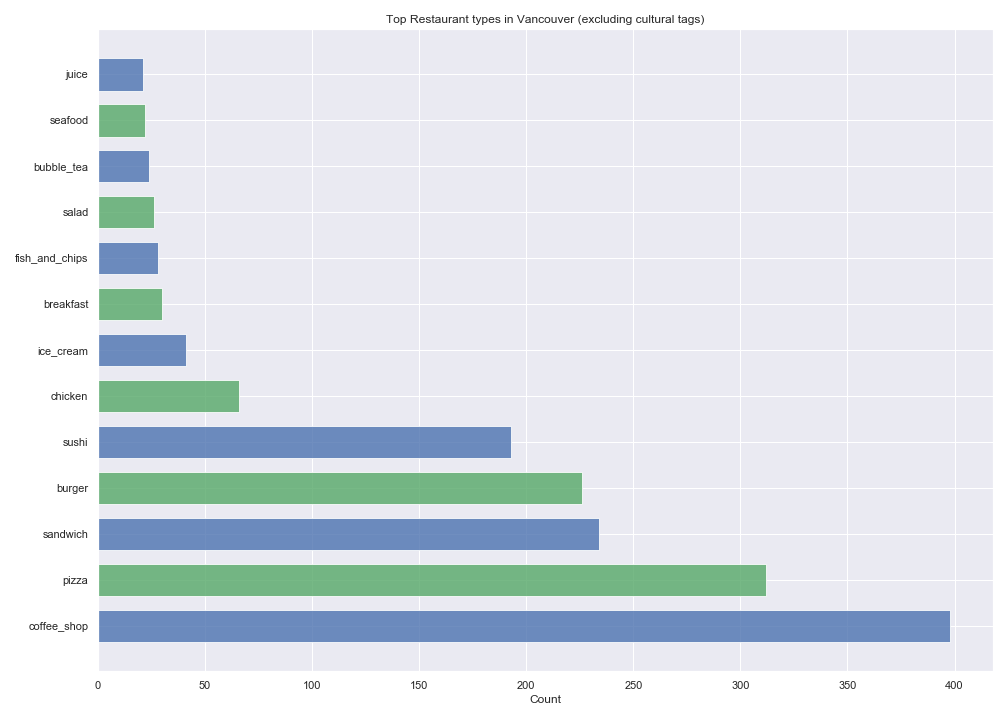 Top Restaurant types in Vancouver (excluding cultural tags)
juice
seafood
bubble_tea
salad
fish_and_chips
breakfast
ice_cream
chicken
sushi
burger
sandwich
pizza
coffee_shop
0 50 100 150 200 250 300 350 400
Count